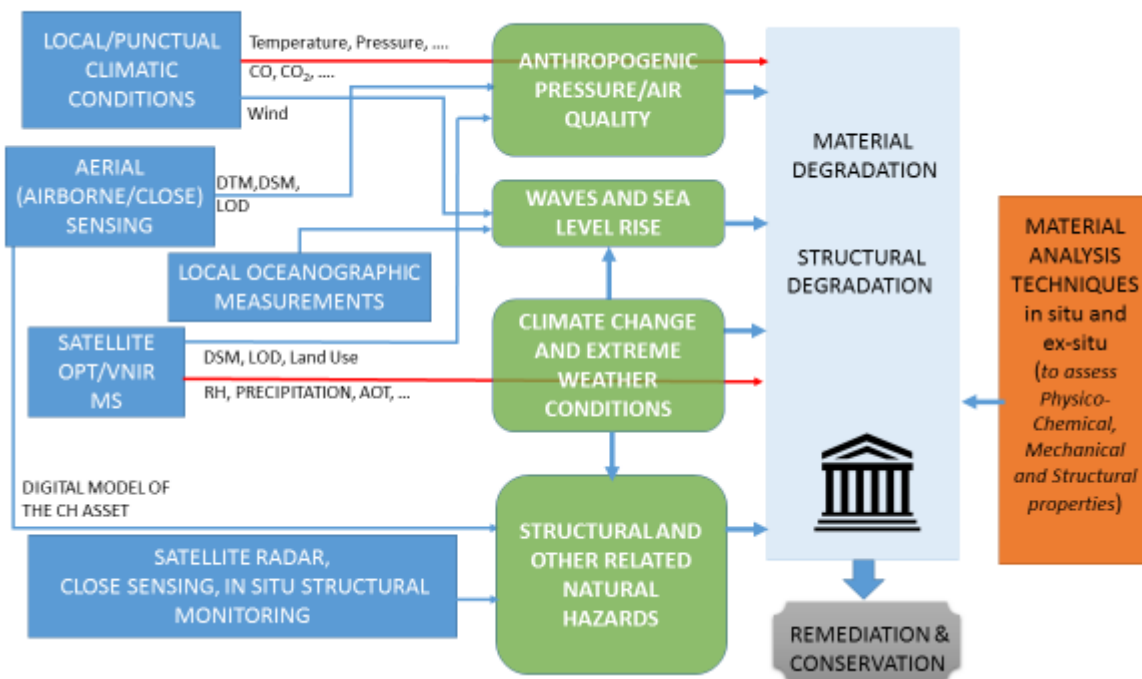 LOCAL/PUNCTUAL
CLIMATIC
CONDITIONS
Temperature, Pressure, ....
CO, CO₂, ....
Wind
AERIAL
(AIRBORNE/CLOSE)
SENSING
DTM,DSM,
LOD
LOCAL OCEANOGRAPHIC
MEASUREMENTS
SATELLITE
OPT/VNIR
MS
DSM, LOD, Land Use
RH, PRECIPITATION, AOT, ...
DIGITAL MODEL OF
THE CH ASSET
SATELLITE RADAR,
CLOSE SENSING, IN SITU STRUCTURAL
MONITORING
ANTHROPOGENIC
PRESSURE/AIR
QUALITY
WAVES AND SEA
LEVEL RISE
CLIMATE CHANGE
AND EXTREME
WEATHER
CONDITIONS
STRUCTURAL AND
OTHER RELATED
NATURAL
HAZARDS
MATERIAL
DEGRADATION
STRUCTURAL
DEGRADATION
REMEDIATION &
CONSERVATION
MATERIAL
ANALYSIS
TECHNIQUES
in situ and
ex-situ
(to assess
Physico-
Chemical,
Mechanical
and Structural
properties)